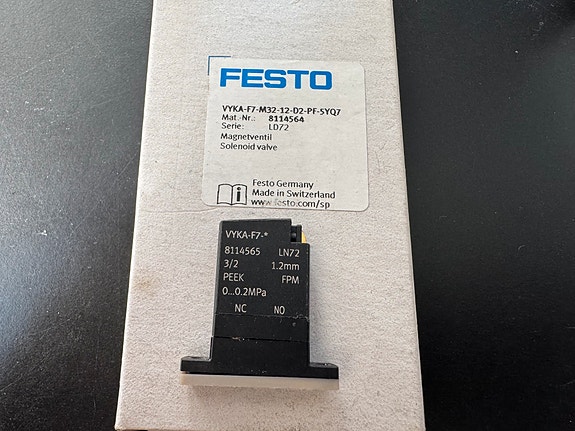 FESTO
VYKA-F7-M32-12-D2-PF-5YQ7
Mat.-Nr.: 8114564
Serie: LD72
Magnetventil
Solenoid valve
Festo Germany
Made in Switzerland
www.festo.com/sp
VYKA-F7-*
8114565 LN72
3/2 1.2mm
PEEK FPM
0...0.2MPa
NC NO